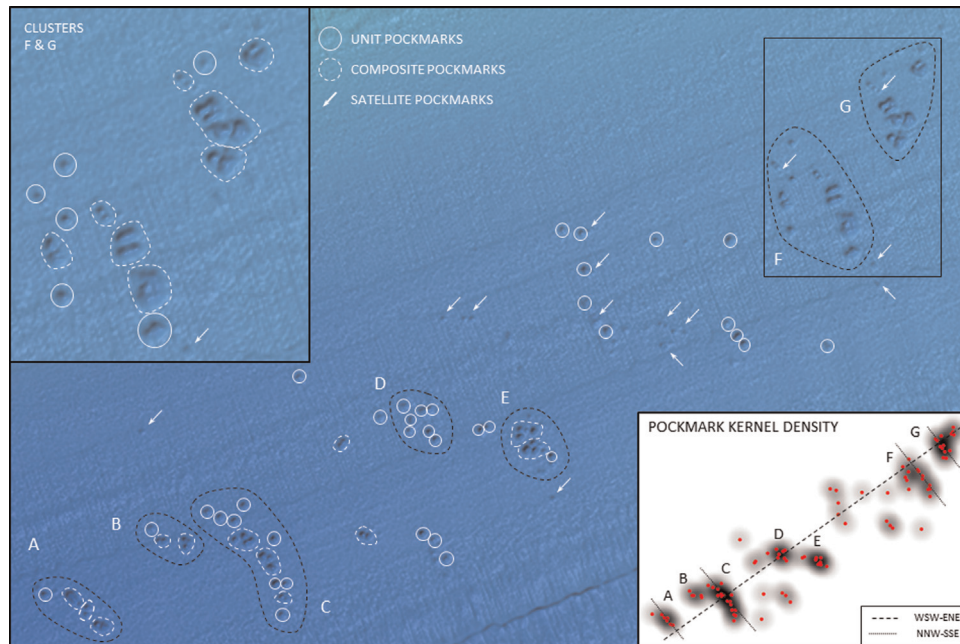 CLUSTERS
F & G
UNIT POCKMARKS
COMPOSITE POCKMARKS
SATELLITE POCKMARKS
G
F
D
E
B
A
C
POCKMARK KERNEL DENSITY
G
F
D
E
C
B
A
WSW-ENE
NNW-SSE